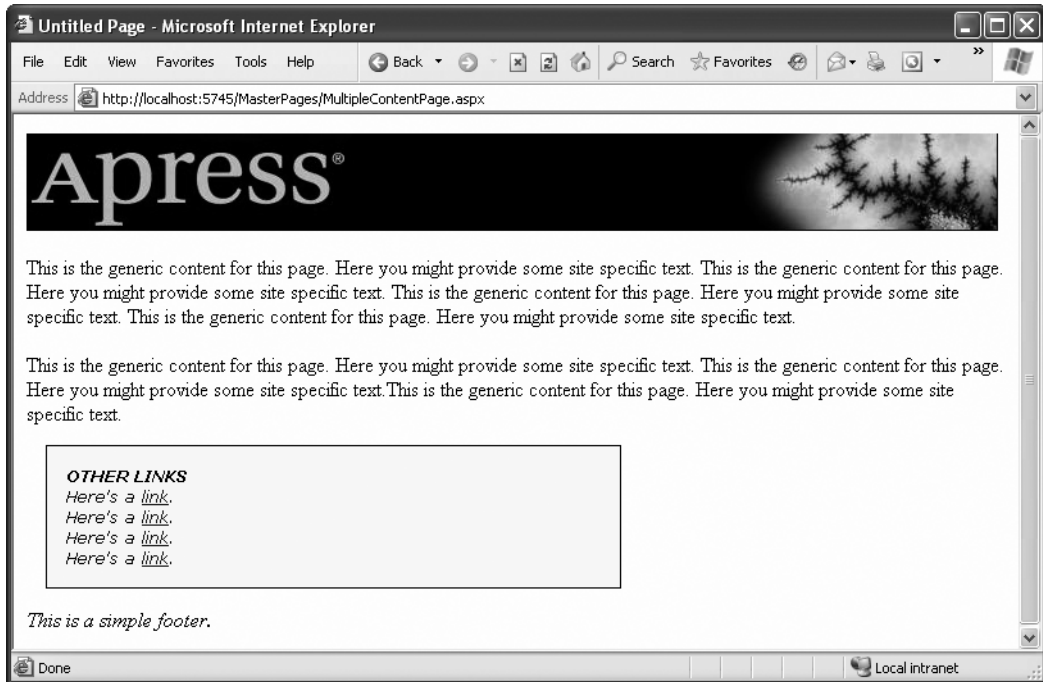 Untitled Page - Microsoft Internet Explorer
File Edit View Favorites Tools Help Back Search Favorites »
Address http://localhost:5745/MasterPages/MultipleContentPage.aspx
Apress®
This is the generic content for this page. Here you might provide some site specific text. This is the generic content for this page.
Here you might provide some site specific text. This is the generic content for this page. Here you might provide some site
specific text. This is the generic content for this page. Here you might provide some site specific text.
This is the generic content for this page. Here you might provide some site specific text. This is the generic content for this page.
Here you might provide some site specific text.This is the generic content for this page. Here you might provide some site
specific text.
OTHER LINKS
Here's a link.
Here's a link.
Here's a link.
Here's a link.
This is a simple footer.
Done Local intranet